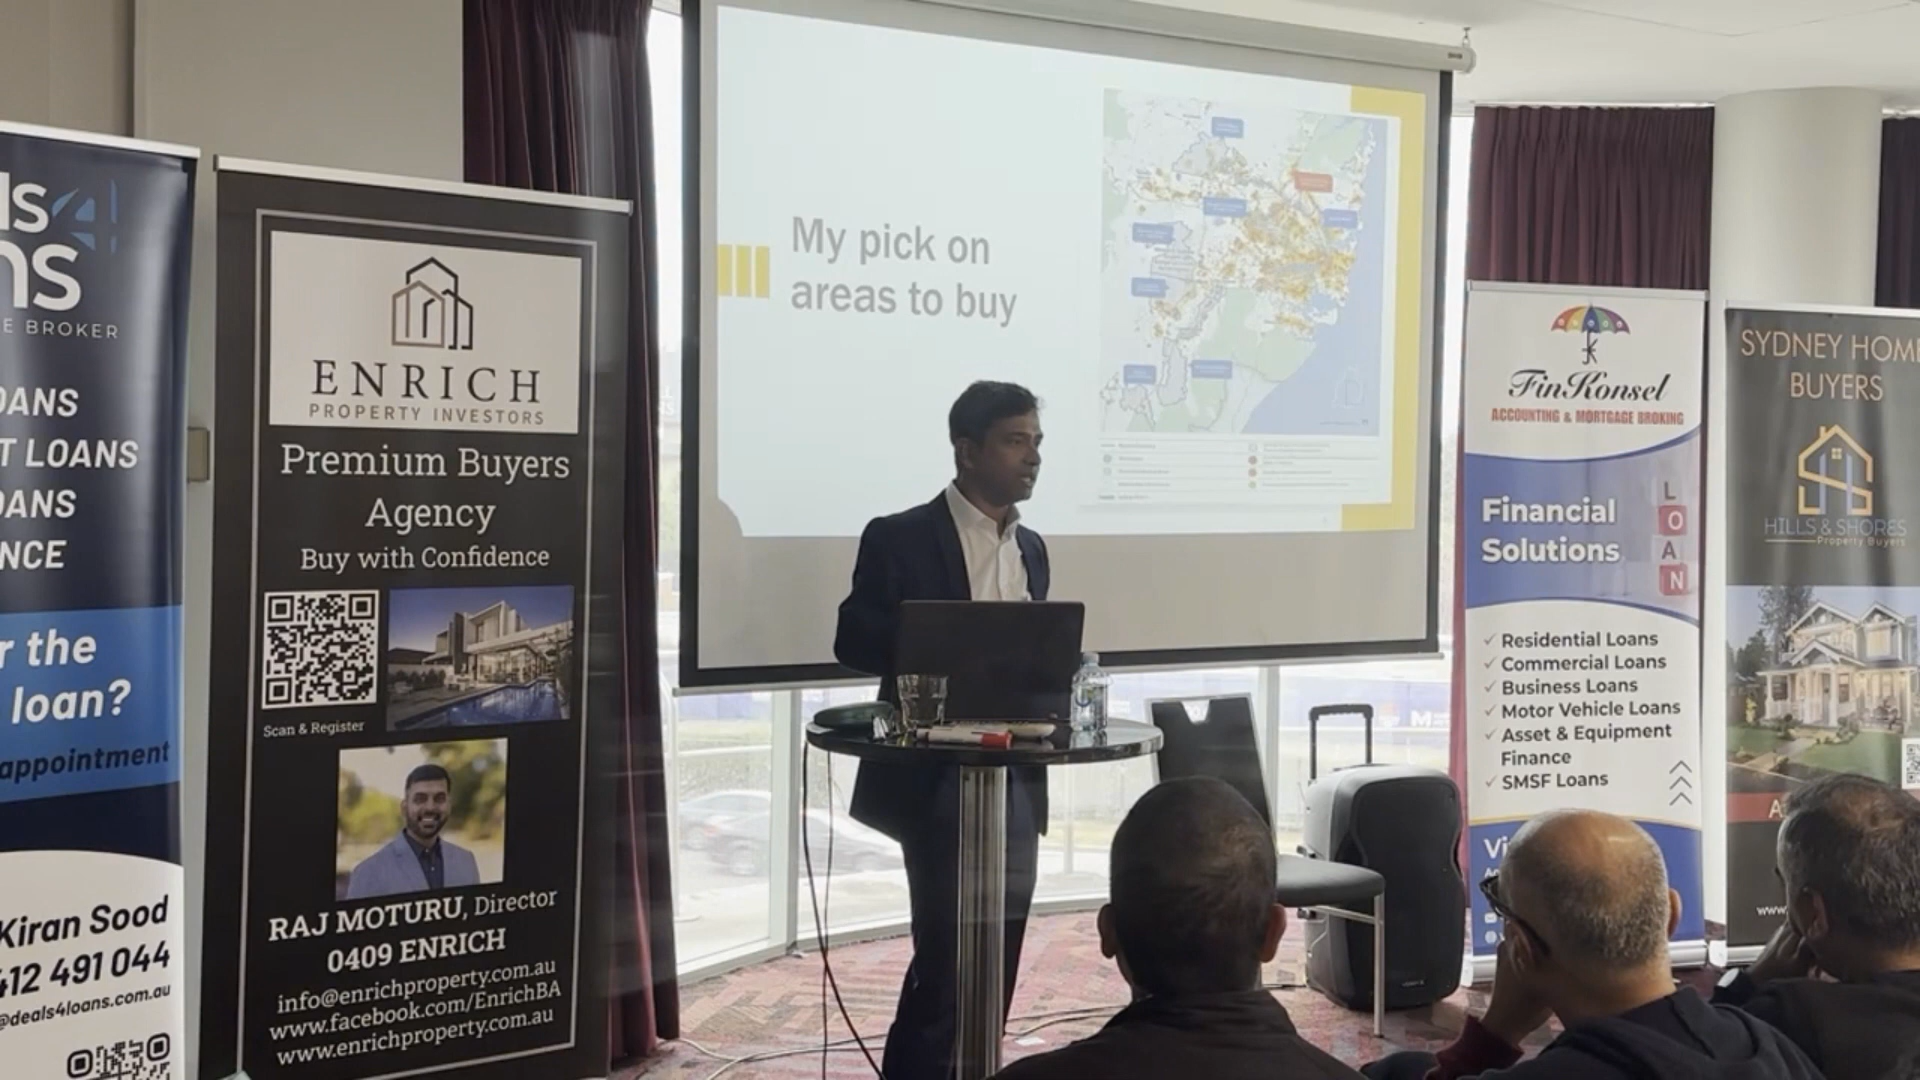 ls4
ns
E BROKER
OANS
T LOANS
OANS
NCE
r the
loan?
appointment
Kiran Sood
412 491 044
@deals4loans.com.au
ENRICH
PROPERTY INVESTORS
Premium Buyers
Agency
Buy with Confidence
Scan & Register
RAJ MOTURU, Director
0409 ENRICH
info@enrichproperty.com.au
www.facebook.com/EnrichBA
www.enrichproperty.com.au
My pick on
areas to buy
FinKonsel
ACCOUNTING & MORTGAGE BROKING
Financial
Solutions
LOAN
Residential Loans
Commercial Loans
Business Loans
Motor Vehicle Loans
Asset & Equipment
Finance
SMSF Loans
Vi
SYDNEY HOME
BUYERS
HILLS & SHORES
Property Buyers
A
www.